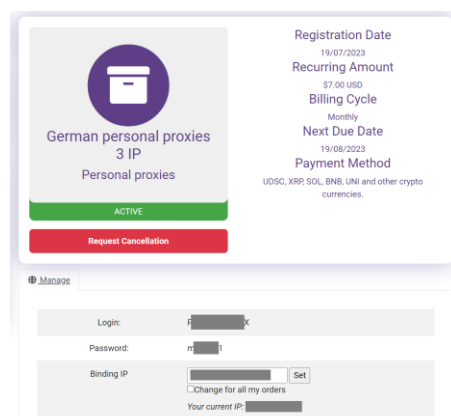 German personal proxies
3 IP
Personal proxies
ACTIVE
Request Cancellation
Registration Date
19/07/2023
Recurring Amount
$7.00 USD
Billing Cycle
Monthly
Next Due Date
19/08/2023
Payment Method
UDSC, XRP, SOL, BNB, UNI and other crypto
currencies.
Manage
Login: P X
Password: m 1
Binding IP Set
Change for all my orders
Your current IP: